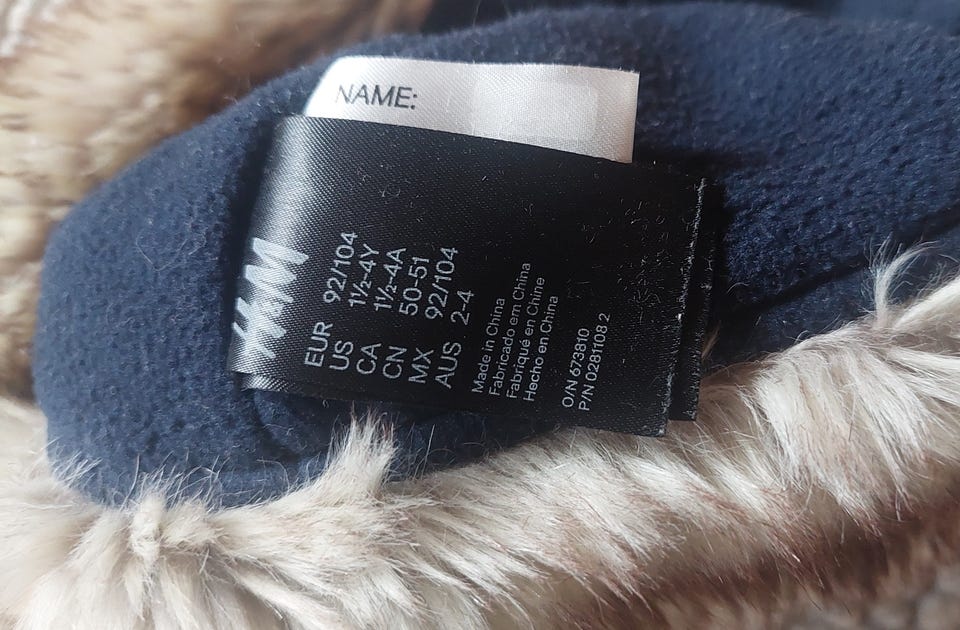 NAME:
H&M
EUR 92/104
US 1½-4Y
CA 1½-4A
CN 50-51
MX 92/104
AUS 2-4
Made in China
Fabricado em China
Fabriqué en Chine
Hecho en China
O/N 673810
P/N 0281108 2